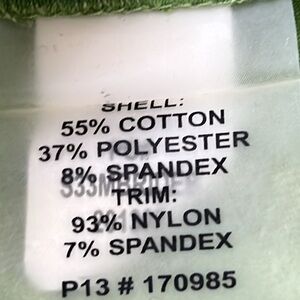 SHELL:
55% COTTON
37% POLYESTER
8% SPANDEX
TRIM:
93% NYLON
7% SPANDEX
P13 # 170985